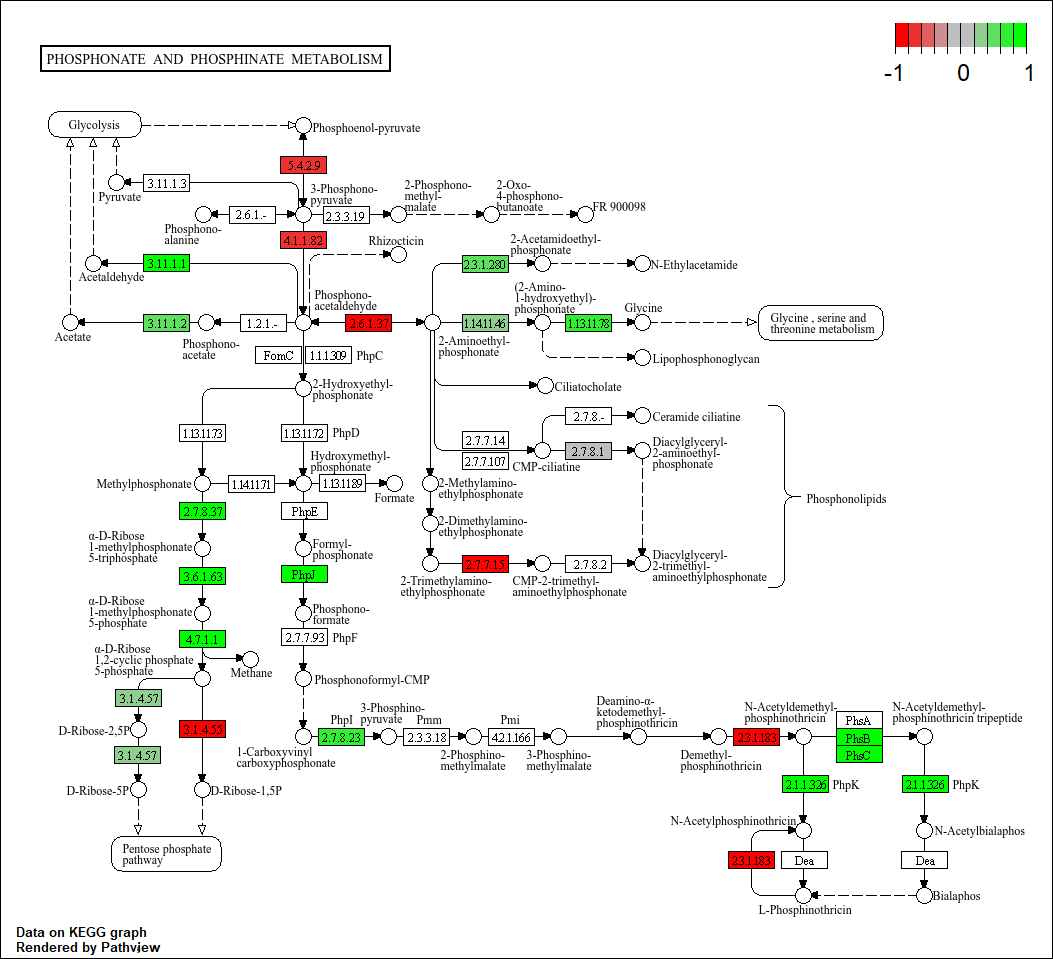 PHOSPHONATE AND PHOSPHINATE METABOLISM
-1 0 1
Glycolysis
Phosphoenol-pyruvate
5.4.2.9
3.11.1.3
Pyruvate
3-Phosphono-
pyruvate
2-Phosphono-
methyl-
malate
2-Oxo-
4-phosphono-
butanoate
FR 900098
2.6.1.-
2.3.3.19
Phosphono-
alanine
4.1.1.82
Rhizocticin
2-Acetamidoethyl-
phosphonate
3.11.1.1
Acetaldehyde
2.3.1.280
N-Ethylacetamide
Phosphono-
acetaldehyde
(2-Amino-
1-hydroxyethyl)-
phosphonate
Glycine
3.11.1.2
1.2.1.-
2.6.1.37
1.14.11.46
1.13.11.78
Glycine , serine and
threonine metabolism
Acetate
Phosphono-
acetate
2-Aminoethyl-
phosphonate
FomC
1.1.1.309
PhpC
Lipophosphonoglycan
2-Hydroxyethyl-
phosphonate
Ciliatocholate
2.7.8.-
Ceramide ciliatine
1.13.11.73
1.13.11.72
PhpD
2.7.7.14
2.7.7.107
2.7.8.1
CMP-ciliatine
Diacylglyceryl-
2-aminoethyl-
phosphonate
Hydroxymethyl-
phosphonate
Methylphosphonate
1.14.11.71
1.13.11.89
Formate
2-Methylamino-
ethylphosphonate
Phosphonolipids
2.7.8.37
PhpE
2-Dimethylamino-
ethylphosphonate
α-D-Ribose
1-methylphosphonate
5-triphosphate
Formyl-
phosphonate
2.7.7.15
2.7.8.2
Diacylglyceryl-
2-trimethyl-
aminoethylphosphonate
3.6.1.63
PhpJ
2-Trimethylamino-
ethylphosphonate
CMP-2-trimethyl-
aminoethylphosphonate
α-D-Ribose
1-methylphosphonate
5-phosphate
Phosphono-
formate
4.7.1.1
2.7.7.93
PhpF
α-D-Ribose
1,2-cyclic phosphate
5-phosphate
Methane
Phosphonoformyl-CMP
3.1.4.57
D-Ribose-2,5P
3.1.4.55
3.1.4.57
D-Ribose-5P
D-Ribose-1,5P
Pentose phosphate
pathway
PhpI
2.7.8.23
1-Carboxyvinyl
carboxyphosphonate
3-Phosphino-
pyruvate
Pmm
2.3.3.18
2-Phosphino-
methylmalate
Pmi
4.2.1.166
3-Phosphino-
methylmalate
Deamino-α-
ketodemethyl-
phosphinothricin
Demethyl-
phosphinothricin
N-Acetyldemethyl-
phosphinothricin
2.3.1.183
PhsA
PhsB
PhsC
N-Acetyldemethyl-
phosphinothricin tripeptide
2.1.1.326
PhpK
2.1.1.326
PhpK
N-Acetylphosphinothricin
N-Acetylbialaphos
2.3.1.183
Dea
Dea
L-Phosphinothricin
Bialaphos
Data on KEGG graph
Rendered by Pathview